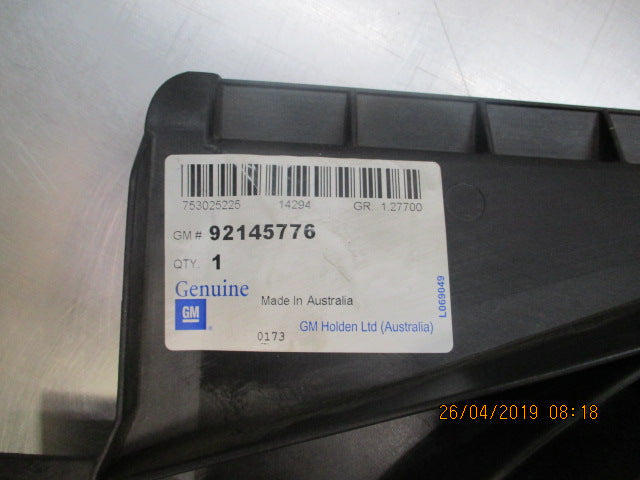 753025225 14294 GR. 1.27700
GM # 92145776
QTY. 1
Genuine
GM
®
Made In Australia
0173
GM Holden Ltd (Australia)
L069049
26/04/2019 08:18